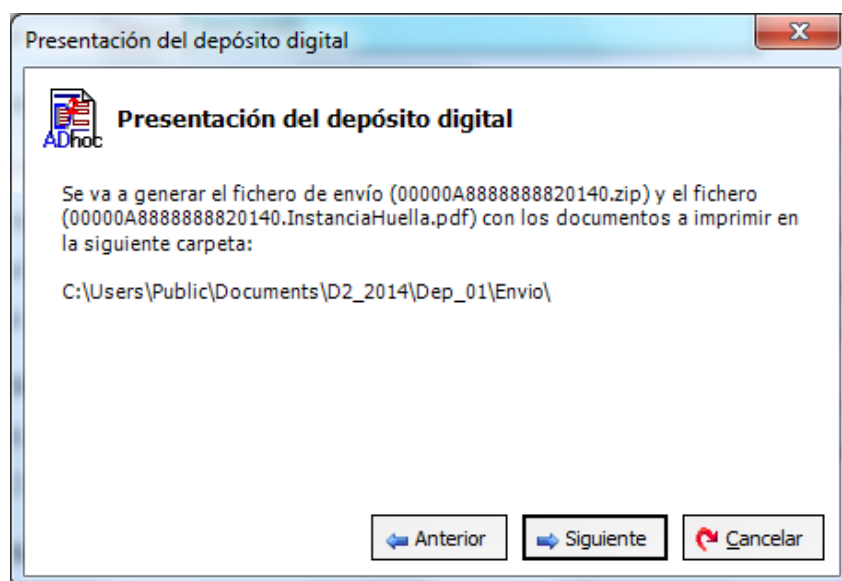 Presentación del depósito digital
x
ADhoc
Presentación del depósito digital
Se va a generar el fichero de envío (00000A8888888820140.zip) y el fichero
(00000A8888888820140.InstanciaHuella.pdf) con los documentos a imprimir en
la siguiente carpeta:
C:\Users\Public\Documents\D2_2014\Dep_01\Envio\
Anterior
Siguiente
Cancelar